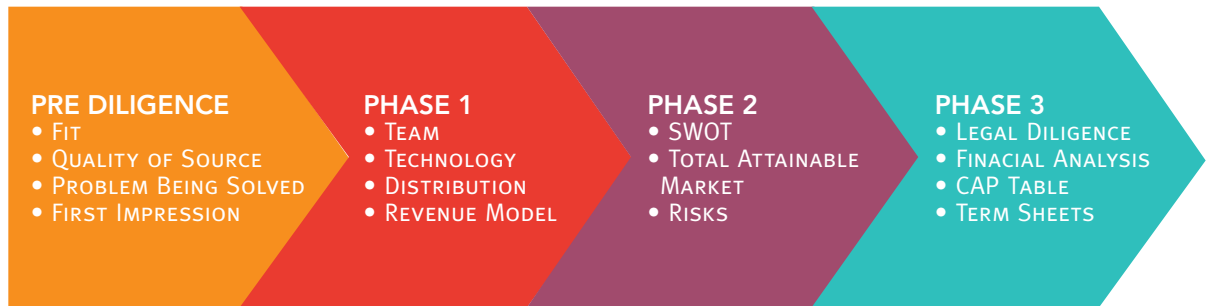 PRE DILIGENCE
• Fit
• Quality of Source
• Problem Being Solved
• First Impression
PHASE 1
• Team
• Technology
• Distribution
• Revenue Model
PHASE 2
• SWOT
• Total Attainable
Market
• Risks
PHASE 3
• Legal Diligence
• Finacial Analysis
• CAP Table
• Term Sheets